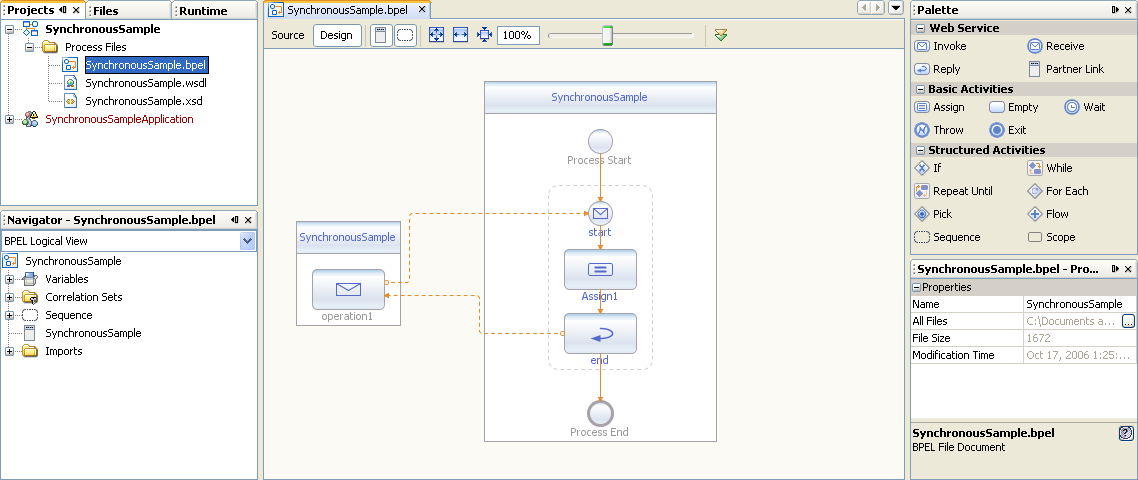 Projects
Files
Runtime
SynchronousSample
Process Files
SynchronousSample.bpel
SynchronousSample.wsdl
SynchronousSample.xsd
SynchronousSampleApplication
Navigator - SynchronousSample.bpel
BPEL Logical View
SynchronousSample
Variables
Correlation Sets
Sequence
SynchronousSample
Imports
SynchronousSample.bpel
Source
Design
100%
SynchronousSample
Process Start
start
Assign1
end
Process End
SynchronousSample
operation1
Palette
Web Service
Invoke
Receive
Reply
Partner Link
Basic Activities
Assign
Empty
Wait
Throw
Exit
Structured Activities
If
While
Repeat Until
For Each
Pick
Flow
Sequence
Scope
SynchronousSample.bpel - Pro...
Properties
Name SynchronousSample
All Files C:\Documents a... ...
File Size 1672
Modification Time Oct 17, 2006 1:25:...
SynchronousSample.bpel
BPEL File Document